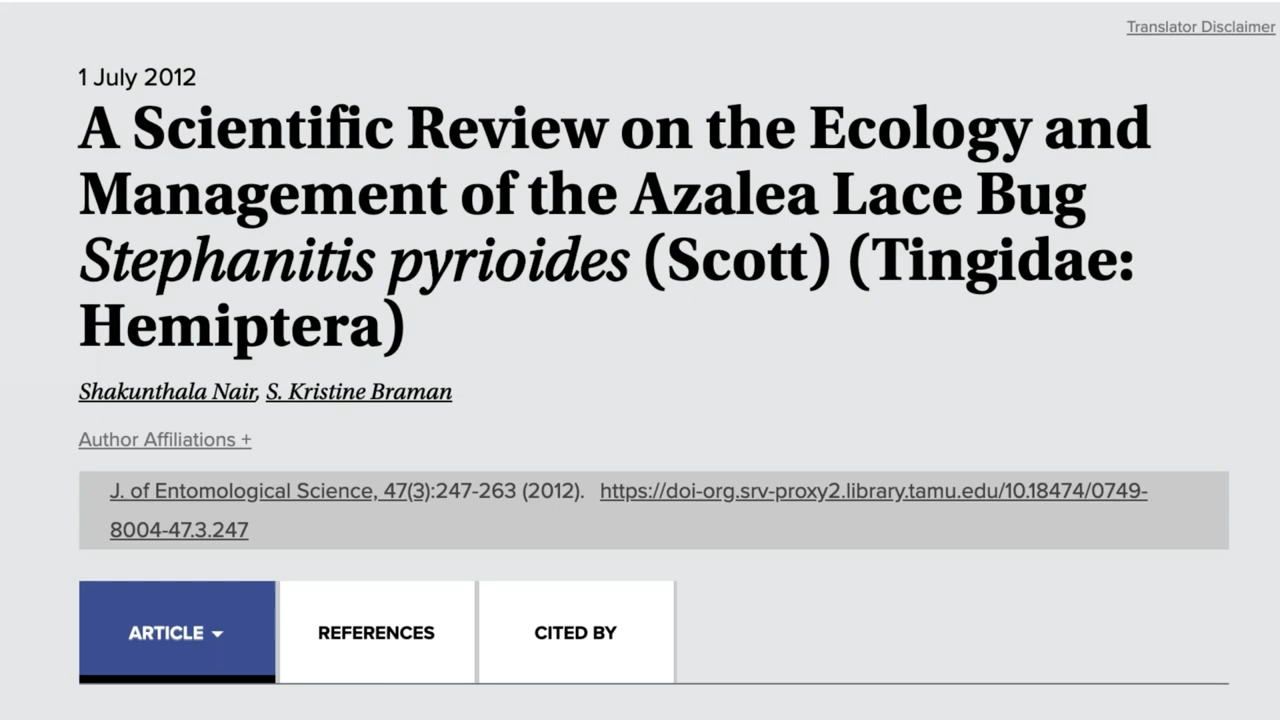 Translator Disclaimer
1 July 2012
A Scientific Review on the Ecology and
Management of the Azalea Lace Bug
Stephanitis pyrioides (Scott) (Tingidae:
Hemiptera)
Shakunthala Nair, S. Kristine Braman
Author Affiliations +
J. of Entomological Science, 47(3):247-263 (2012). https://doi-org.srv-proxy2.library.tamu.edu/10.18474/0749-
8004-47.3.247
ARTICLE REFERENCES CITED BY